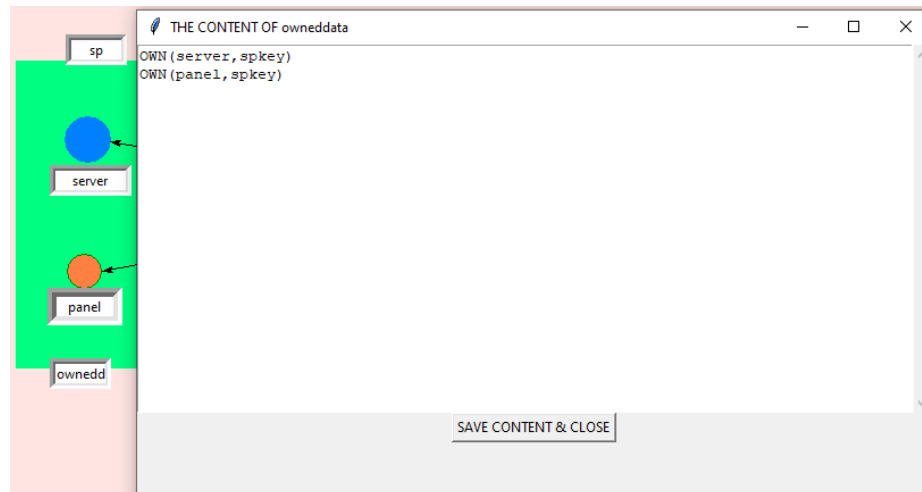 THE CONTENT OF owneddata
sp
OWN(server,spkey)
OWN(panel,spkey)
server
panel
ownedd
SAVE CONTENT & CLOSE